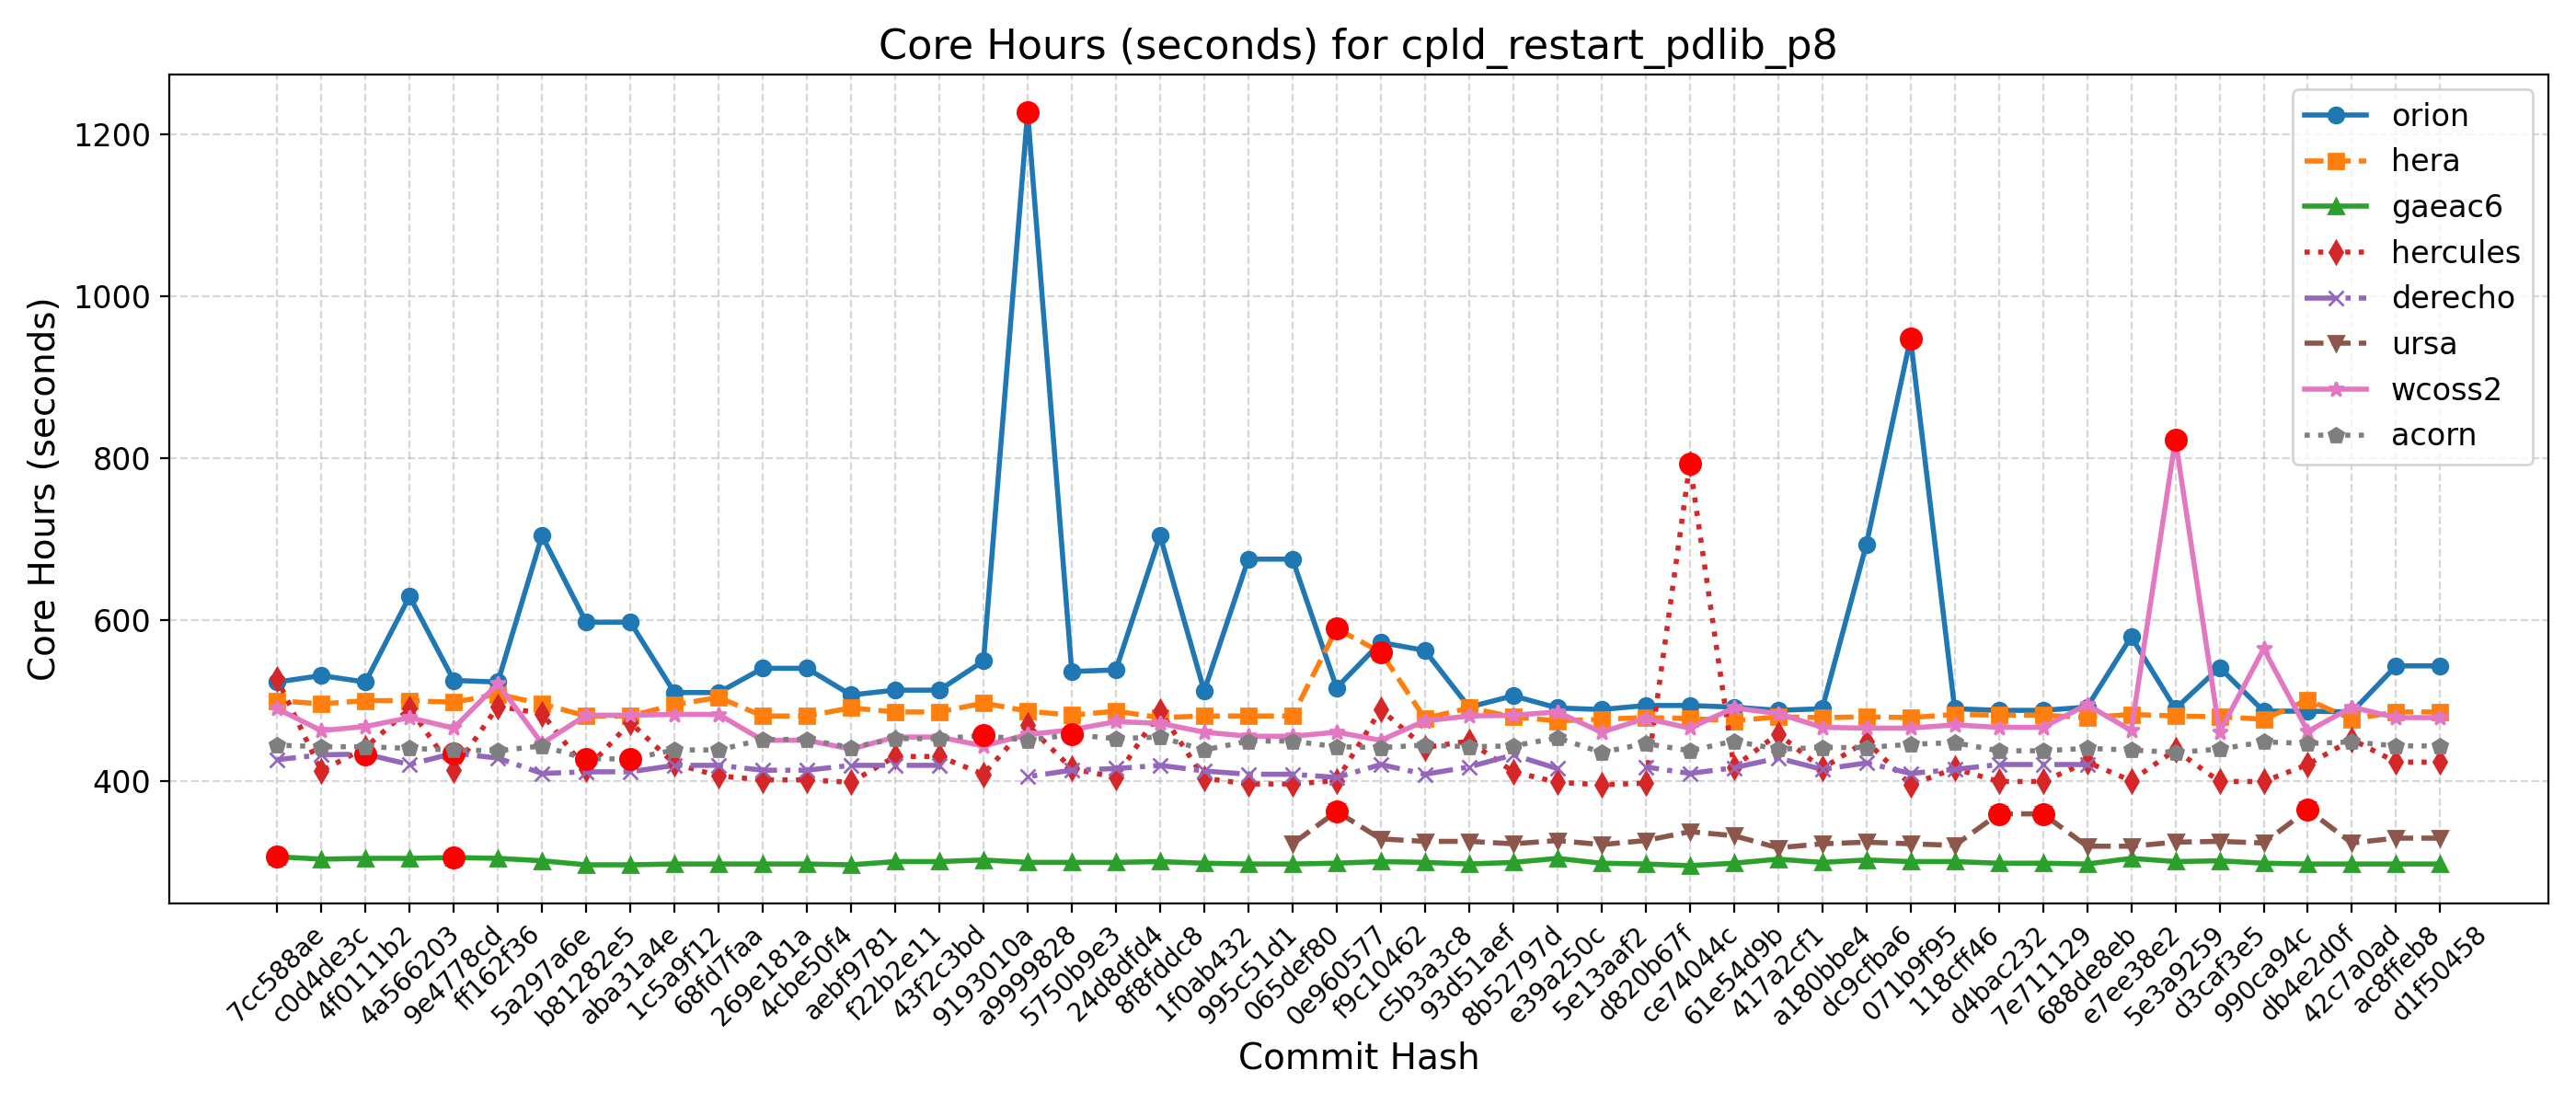 Core Hours (seconds) for cpld_restart_pdlib_p8
Core Hours (seconds)
1200
1000
800
600
400
orion
hera
gaeac6
hercules
derecho
ursa
wcoss2
acorn
7cc588ae
c0d4de3c
4f0111b2
4a566203
9e4778cd
ff162f36
5a297a6e
b81282e5
aba31a4e
1c5a9f12
68fd7faa
269e181a
4cbe50f4
aebf9781
f22b2e11
43f2c3bd
9193010a
a9999828
5750b9e3
24d8dfd4
8f8fddc8
1f0ab432
995c51d1
065def80
0e960577
f9c10462
c5b3a3c8
93d51aef
8b52797d
e39a250c
5e13aaf2
d820b67f
ce74044c
61e54d9b
417a2cf1
a180bbe4
dc9cfba6
071b9f95
118cff46
d4bac232
7e711129
688de8eb
e7ee38e2
5e3a9259
d3caf3e5
990ca94c
db4e2d0f
42c7a0ad
ac8ffeb8
d1f50458
Commit Hash